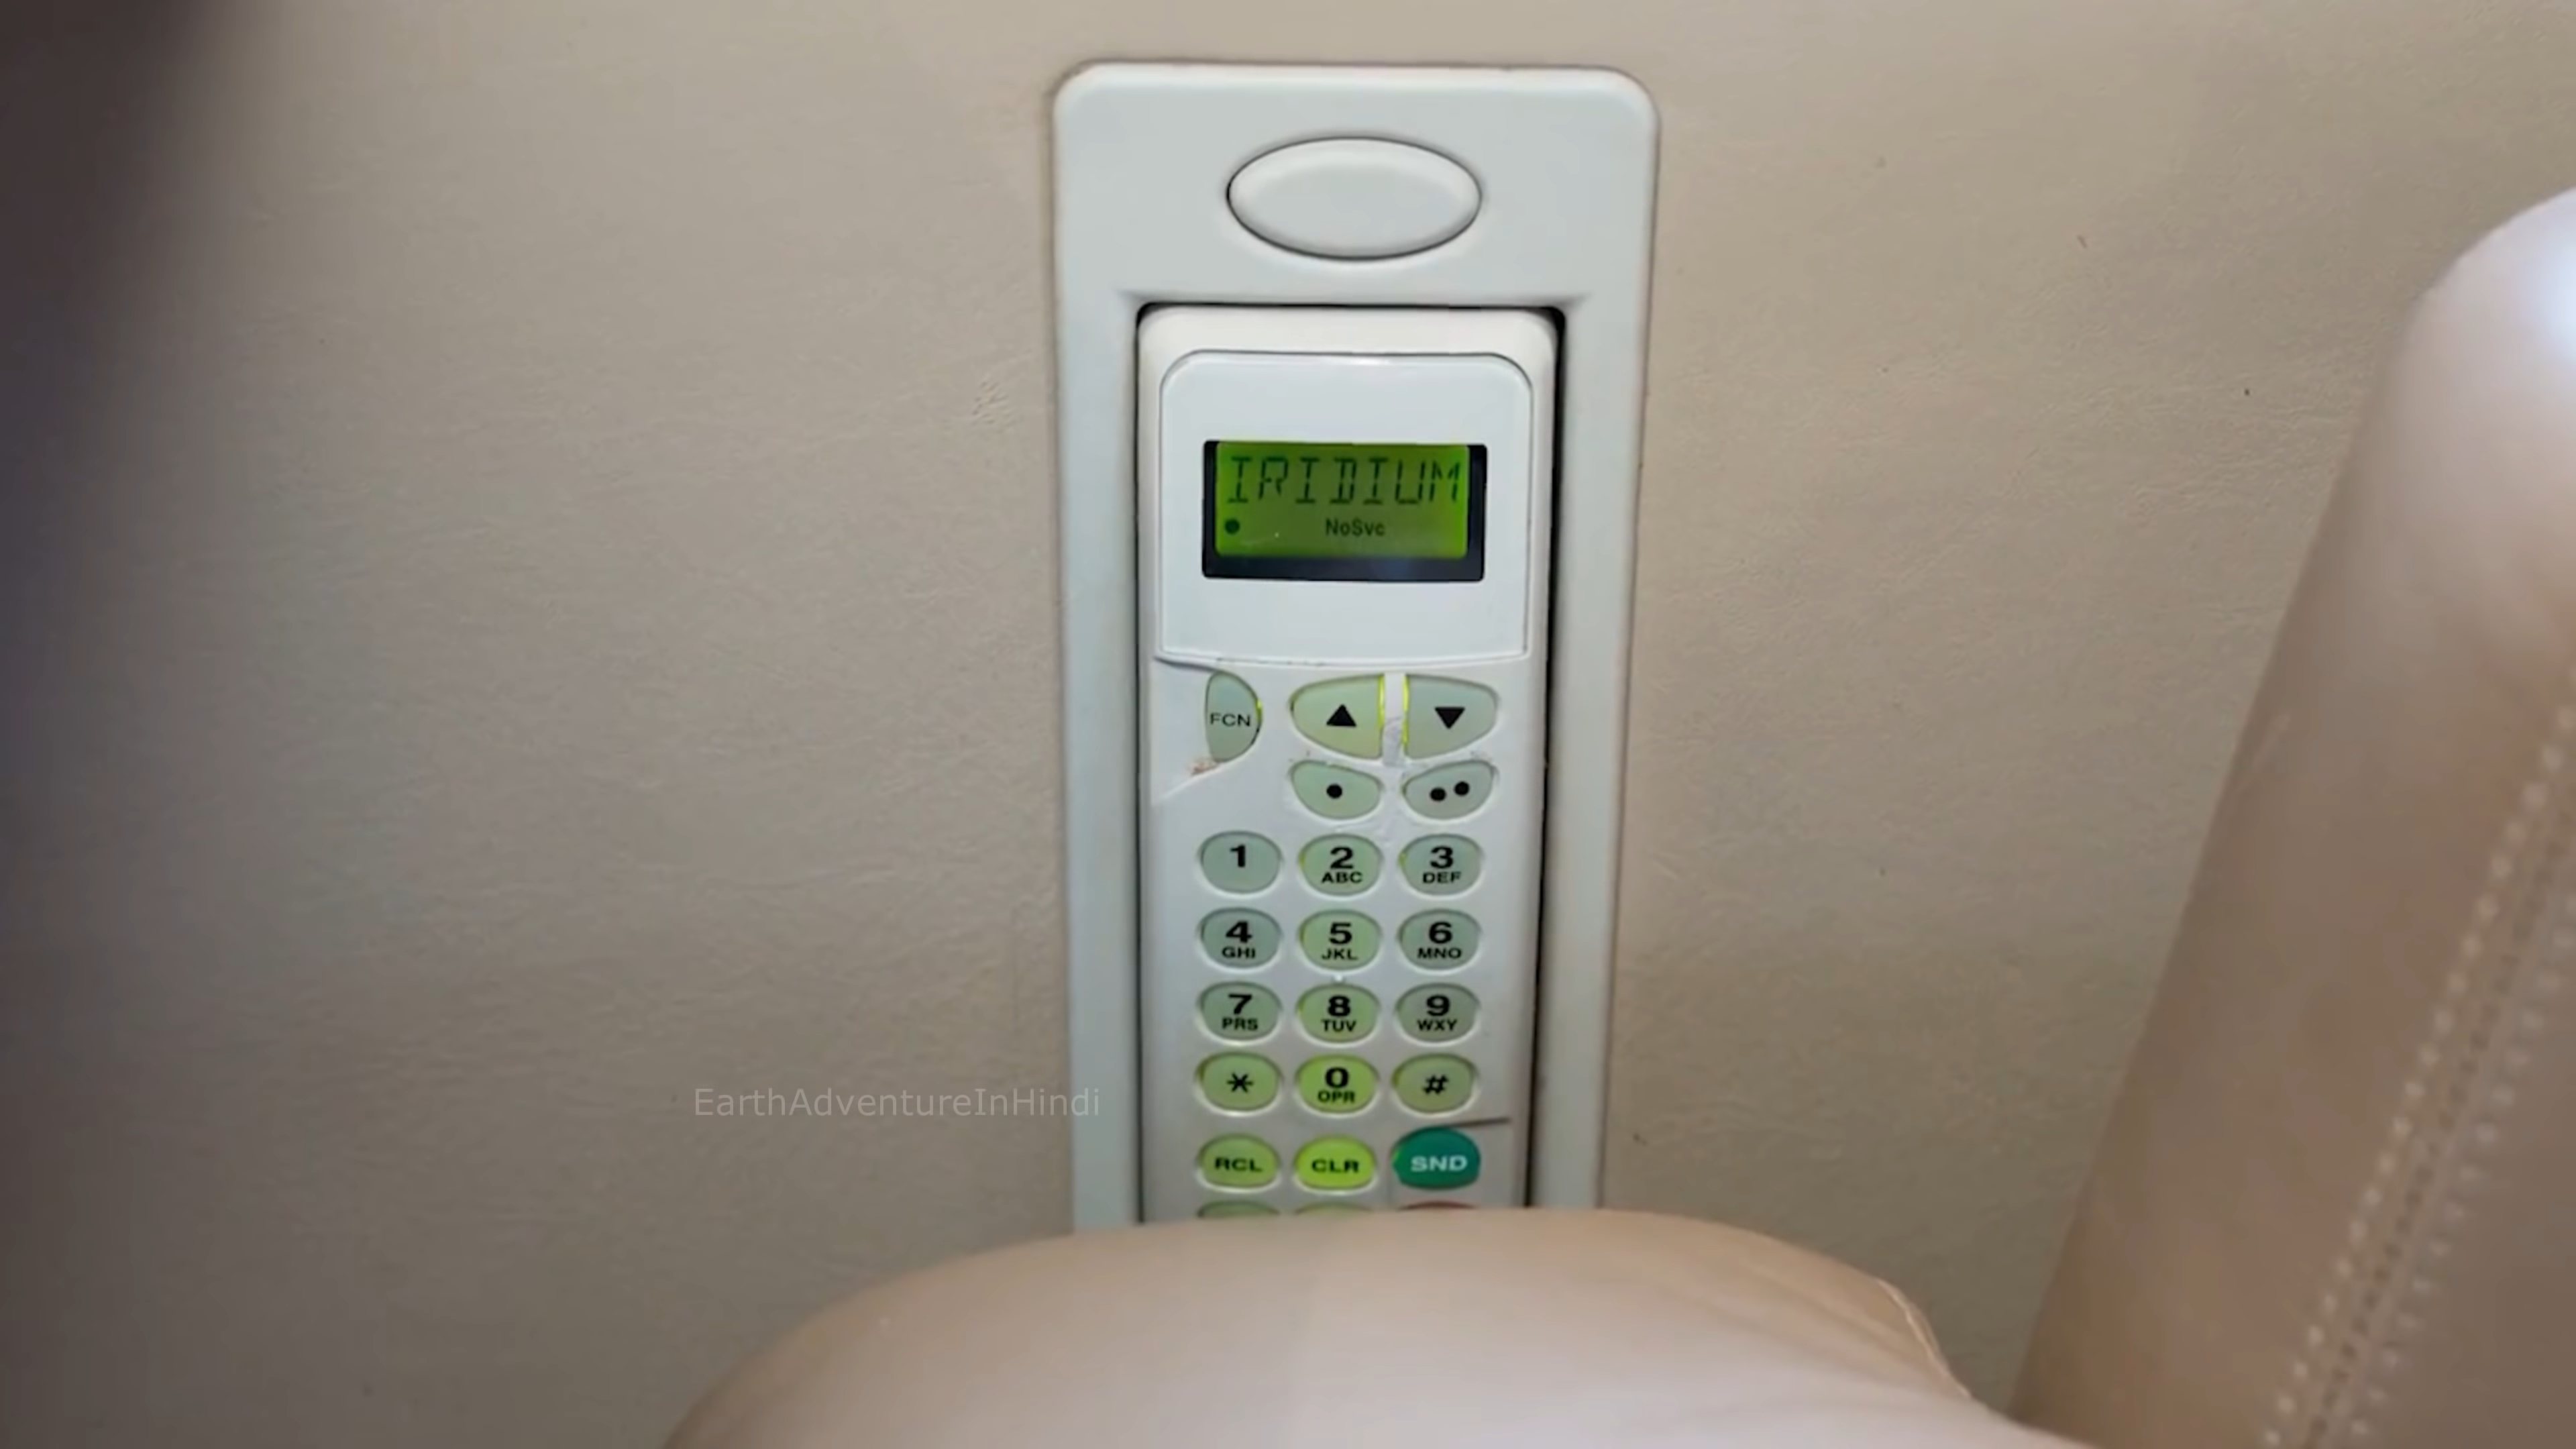 IRIDIUM
NoSvc
FCN ▲ ▼
● ●●
1 2 ABC 3 DEF
4 GHI 5 JKL 6 MNO
7 PRS 8 TUV 9 WXY
* 0 OPR #
RCL CLR SND
EarthAdventureInHindi